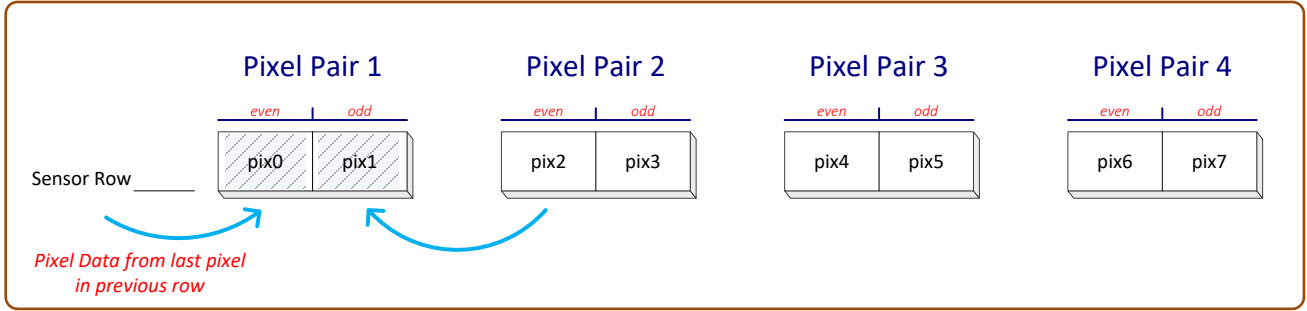 Pixel Pair 1 Pixel Pair 2 Pixel Pair 3 Pixel Pair 4
even odd even odd even odd even odd
pix0 pix1 pix2 pix3 pix4 pix5 pix6 pix7
Sensor Row
Pixel Data from last pixel
in previous row